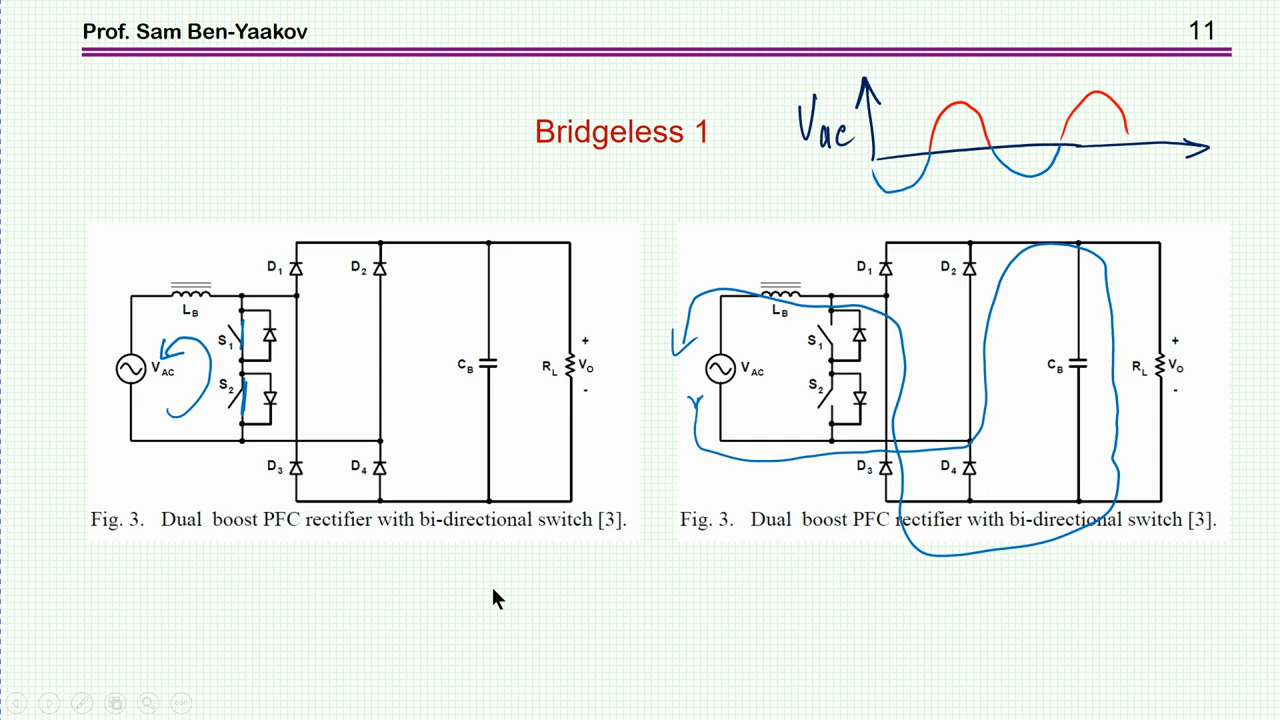 Prof. Sam Ben-Yaakov
11
Bridgeless 1
Vac
D1
D2
LB
S1
VAC
S2
CB
RL
+
VO
-
D3
D4
Fig. 3. Dual boost PFC rectifier with bi-directional switch [3].
D1
D2
LB
S1
VAC
S2
CB
RL
+
VO
-
D3
D4
Fig. 3. Dual boost PFC rectifier with bi-directional switch [3].